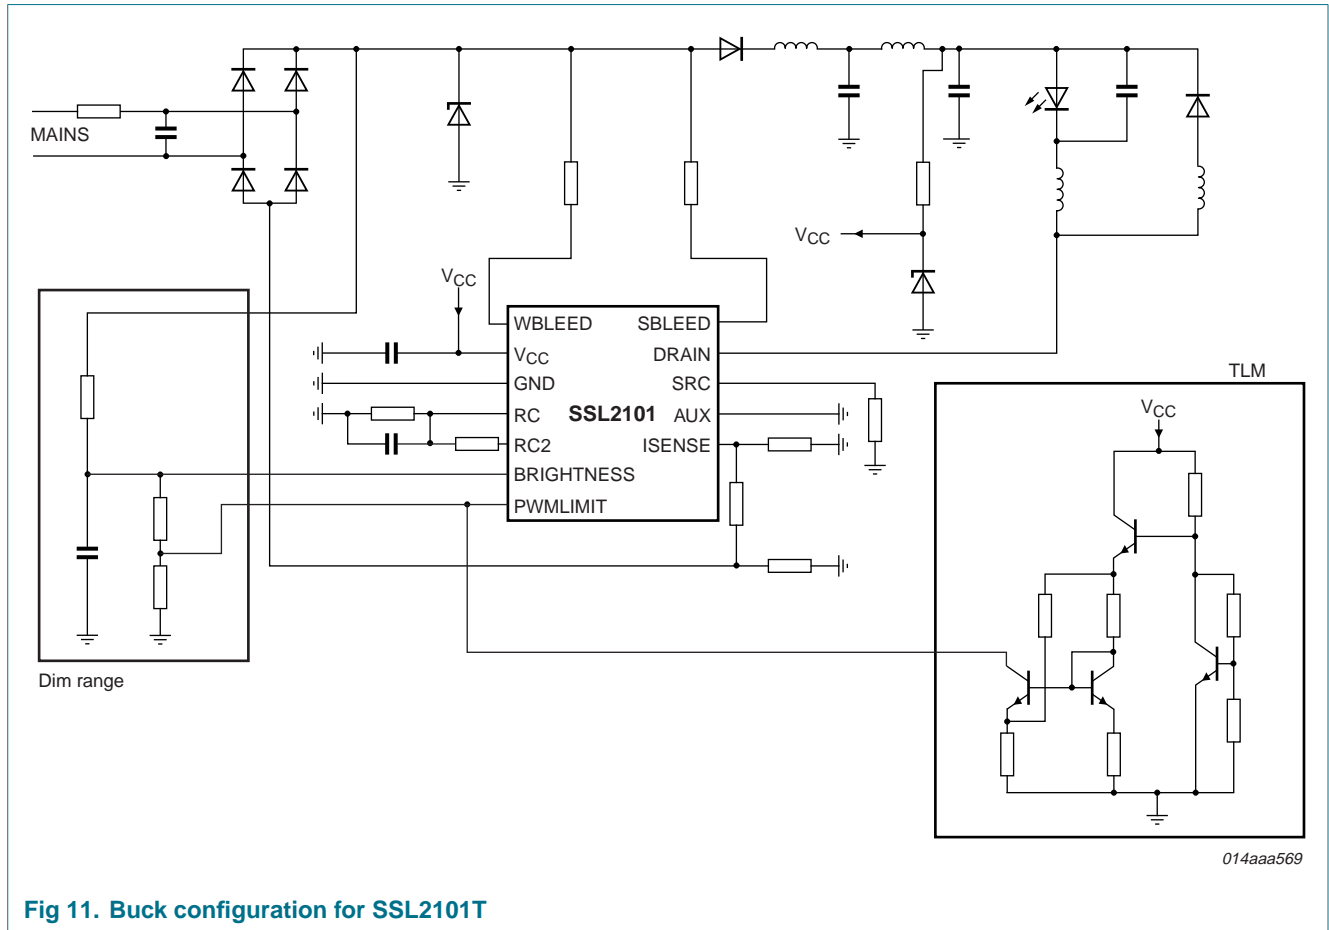 MAINS
VCC
VCC
WBLEED
SBLEED
VCC
DRAIN
GND
SRC
RC
SSL2101
AUX
RC2
ISENSE
BRIGHTNESS
PWMLIMIT
Dim range
TLM
VCC
014aaa569
Fig 11. Buck configuration for SSL2101T